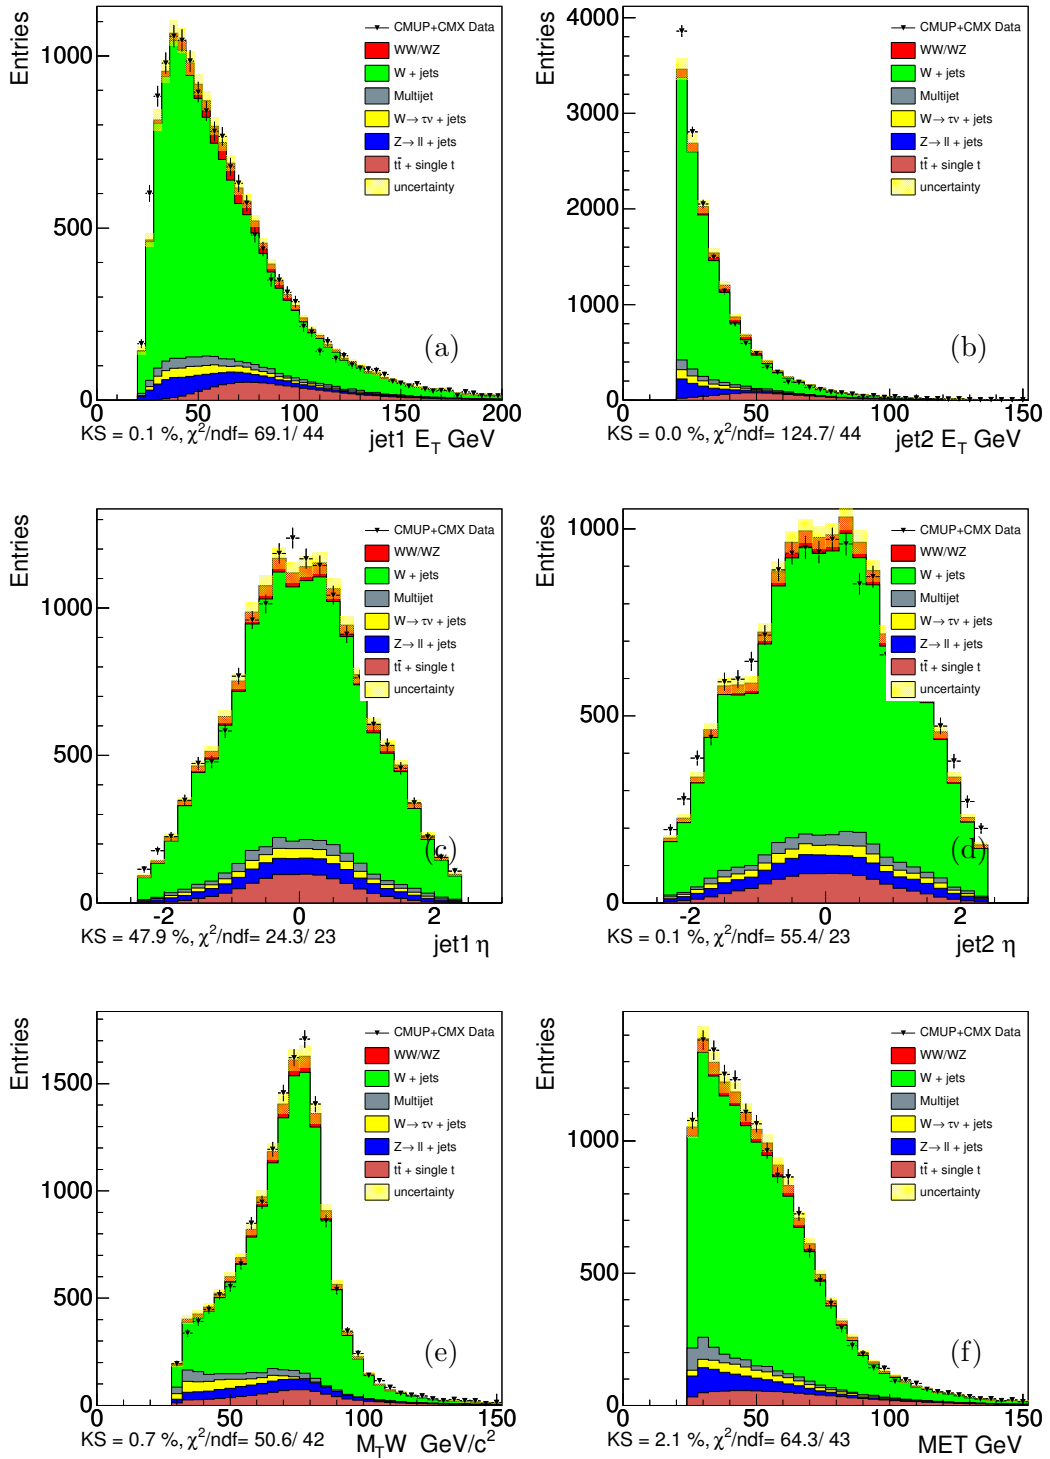 Entries
1000
500
0
0 50 100 150 200
CMUP+CMX Data
WW/WZ
W + jets
Multijet
W→ τν + jets
Z→ ll + jets
tt̄ + single t
uncertainty
(a)
KS = 0.1 %, χ²/ndf= 69.1/ 44
jet1 E_T GeV
Entries
4000
3000
2000
1000
0
0 50 100 150
CMUP+CMX Data
WW/WZ
W + jets
Multijet
W→ τν + jets
Z→ ll + jets
tt̄ + single t
uncertainty
(b)
KS = 0.0 %, χ²/ndf= 124.7/ 44
jet2 E_T GeV
Entries
1000
500
0
-2 0 2
CMUP+CMX Data
WW/WZ
W + jets
Multijet
W→ τν + jets
Z→ ll + jets
tt̄ + single t
uncertainty
(c)
KS = 47.9 %, χ²/ndf= 24.3/ 23
jet1 η
Entries
1000
500
0
-2 0 2
CMUP+CMX Data
WW/WZ
W + jets
Multijet
W→ τν + jets
Z→ ll + jets
tt̄ + single t
uncertainty
(d)
KS = 0.1 %, χ²/ndf= 55.4/ 23
jet2 η
Entries
1500
1000
500
0
0 50 100 150
CMUP+CMX Data
WW/WZ
W + jets
Multijet
W→ τν + jets
Z→ ll + jets
tt̄ + single t
uncertainty
(e)
KS = 0.7 %, χ²/ndf= 50.6/ 42
M_TW GeV/c²
Entries
1000
500
0
0 50 100 150
CMUP+CMX Data
WW/WZ
W + jets
Multijet
W→ τν + jets
Z→ ll + jets
tt̄ + single t
uncertainty
(f)
KS = 2.1 %, χ²/ndf= 64.3/ 43
MET GeV